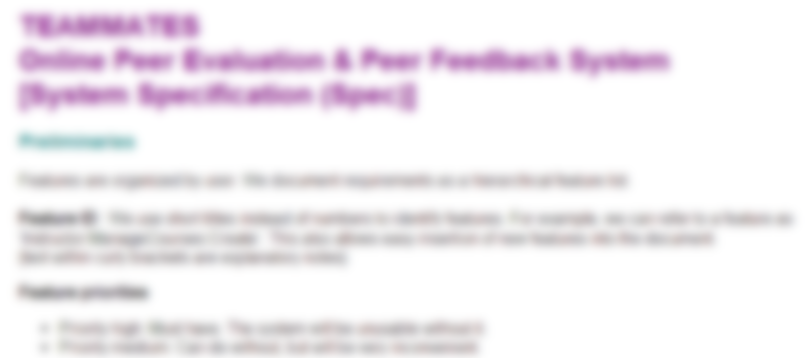 TEAMMATES
Online Peer Evaluation & Peer Feedback System
[System Specification (Spec)]
Preliminaries
Features are organized by user. We document requirements as a hierarchical feature list.
Feature ID: We use short titles instead of numbers to identify features. For example, we can refer to a feature as
'Instructor.ManageCourses.Create'. This also allows easy insertion of new features into the document.
[text within curly brackets are explanatory notes]
Feature priorities
Priority high: Must have. The system will be unusable without it
Priority medium: Can do without, but will be very inconvenient